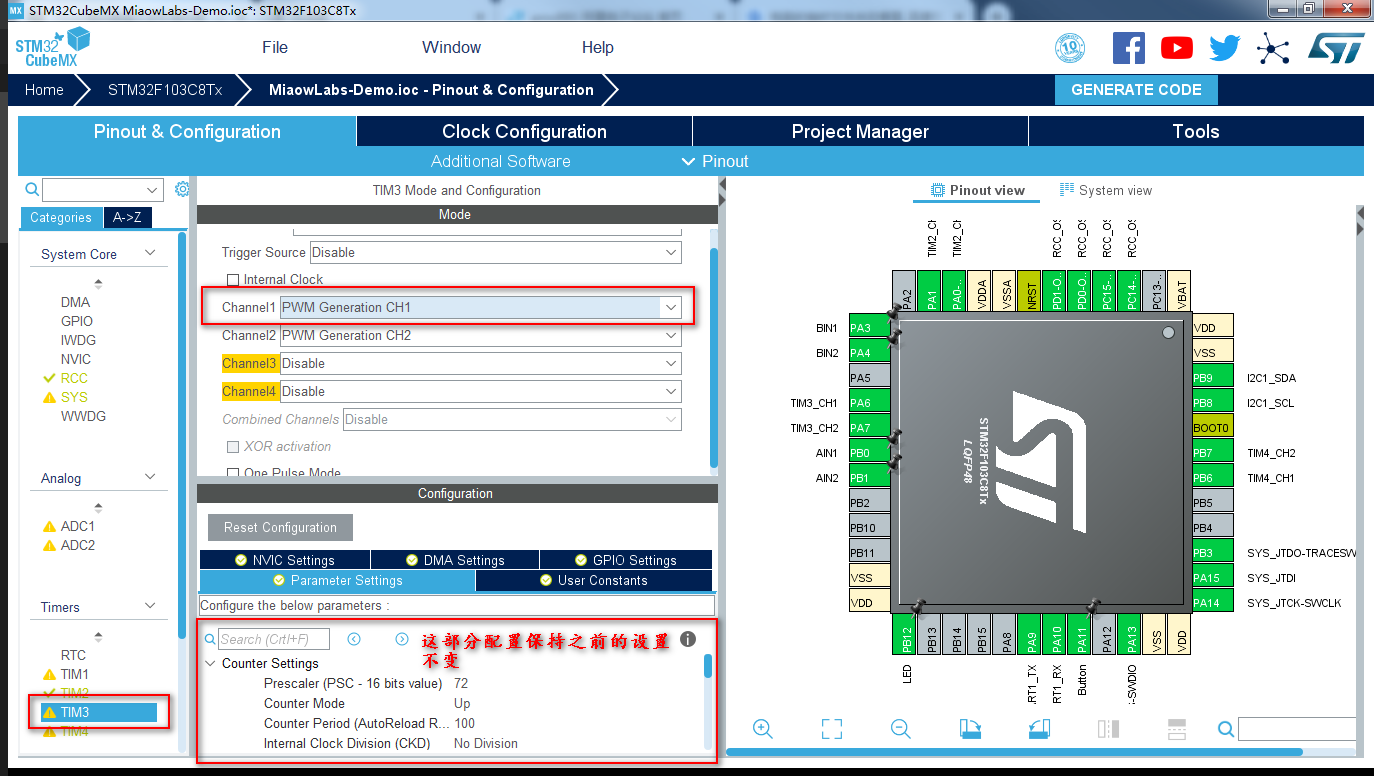 MX STM32CubeMX MiaowLabs-Demo.ioc*: STM32F103C8Tx
STM32
CubeMX
File
Window
Help
10
ST
Home
STM32F103C8Tx
MiaowLabs-Demo.ioc - Pinout & Configuration
GENERATE CODE
Pinout & Configuration
Clock Configuration
Project Manager
Tools
Additional Software
Pinout
Categories
A->Z
System Core
DMA
GPIO
IWDG
NVIC
RCC
SYS
WWDG
Analog
ADC1
ADC2
Timers
RTC
TIM1
TIM2
TIM3
TIM4
TIM3 Mode and Configuration
Mode
Trigger Source Disable
Internal Clock
Channel1 PWM Generation CH1
Channel2 PWM Generation CH2
Channel3 Disable
Channel4 Disable
Combined Channels Disable
XOR activation
One Pulse Mode
Configuration
Reset Configuration
NVIC Settings
DMA Settings
GPIO Settings
Parameter Settings
User Constants
Configure the below parameters :
Search (CrtI+F)
这部分配置保持之前的设置
不变
Counter Settings
Prescaler (PSC - 16 bits value) 72
Counter Mode Up
Counter Period (AutoReload R... 100
Internal Clock Division (CKD) No Division
Pinout view
System view
TIM2_CH
TIM2_CH
RCC_OS
RCC_OS
RCC_OS
RCC_OS
PA2
PA1
PA0-..
VDDA
VSSA
NRST
PD1-O..
PD0-O..
PC15-..
PC14-..
PC13-..
VBAT
BIN1 PA3
BIN2 PA4
PA5
TIM3_CH1 PA6
TIM3_CH2 PA7
AIN1 PB0
AIN2 PB1
PB2
PB10
PB11
VSS
VDD
STM32F103C8Tx
LQFP48
VDD
VSS
PB9 I2C1_SDA
PB8 I2C1_SCL
BOOT0
PB7 TIM4_CH2
PB6 TIM4_CH1
PB5
PB4
PB3 SYS_JTDO-TRACESW
PA15 SYS_JTDI
PA14 SYS_JTCK-SWCLK
PB12
PB13
PB14
PB15
PA8
PA9
PA10
PA11
PA12
PA13
VSS
VDD
LED
RT1_TX
RT1_RX
Button
-SWDIO